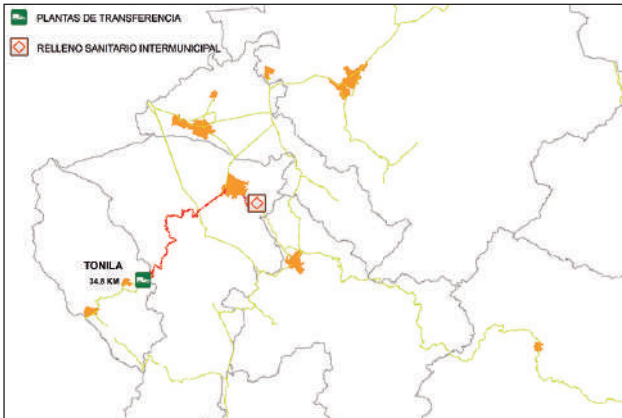 PLANTAS DE TRANSFERENCIA
RELLENO SANITARIO INTERMUNICIPAL
TONILA
34.8 KM